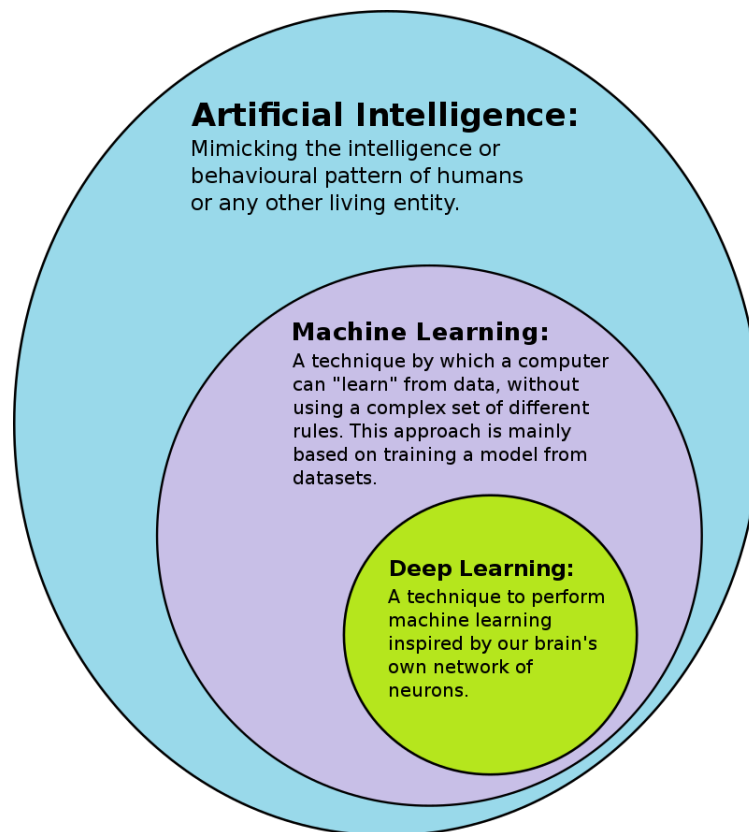 Artificial Intelligence:
Mimicking the intelligence or
behavioural pattern of humans
or any other living entity.
Machine Learning:
A technique by which a computer
can "learn" from data, without
using a complex set of different
rules. This approach is mainly
based on training a model from
datasets.
Deep Learning:
A technique to perform
machine learning
inspired by our brain's
own network of
neurons.